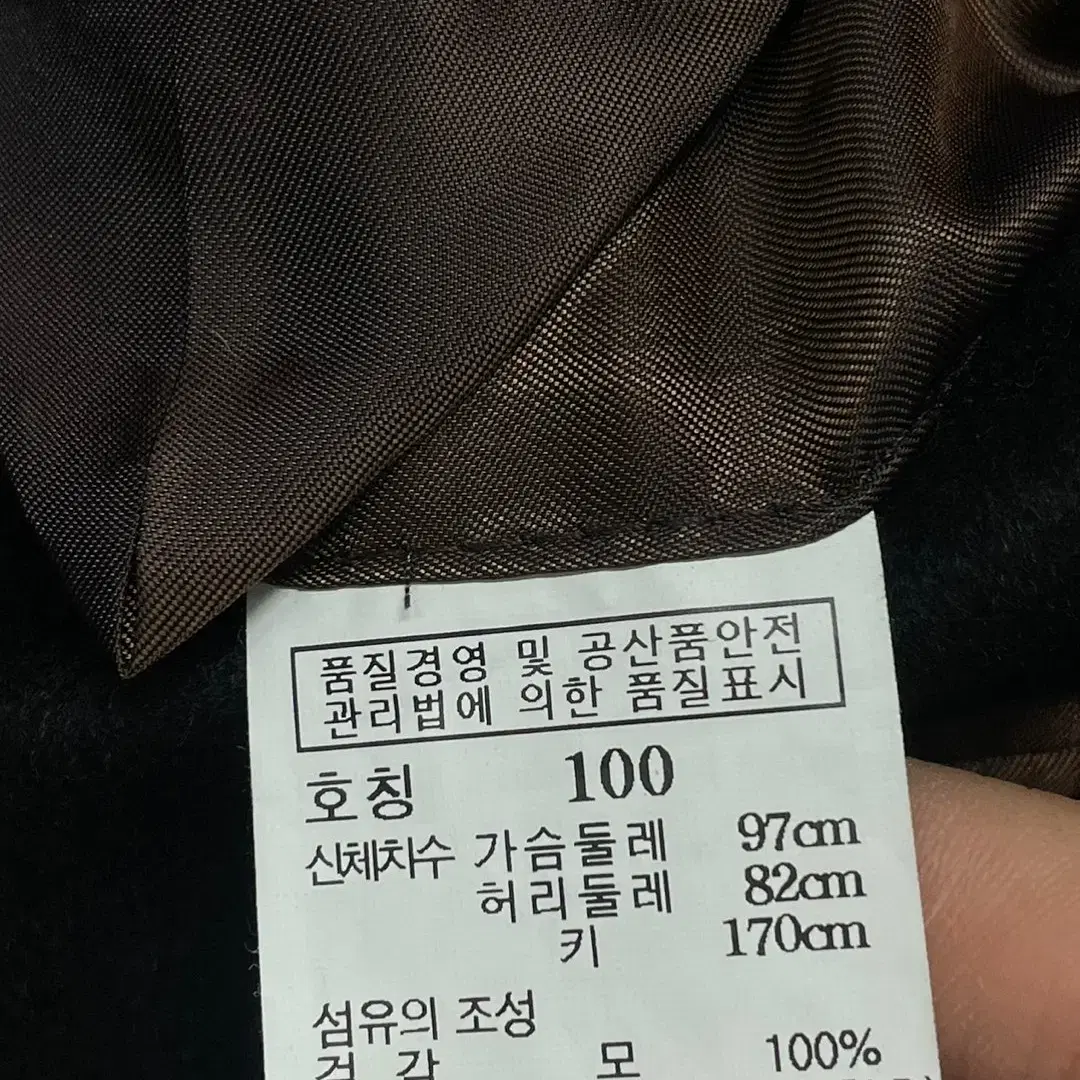 품질경영 및 공산품안전
관리법에 의한 품질표시
호칭 100
신체치수 가슴둘레 97cm
허리둘레 82cm
키 170cm
섬유의 조성
겉 감 모 100%